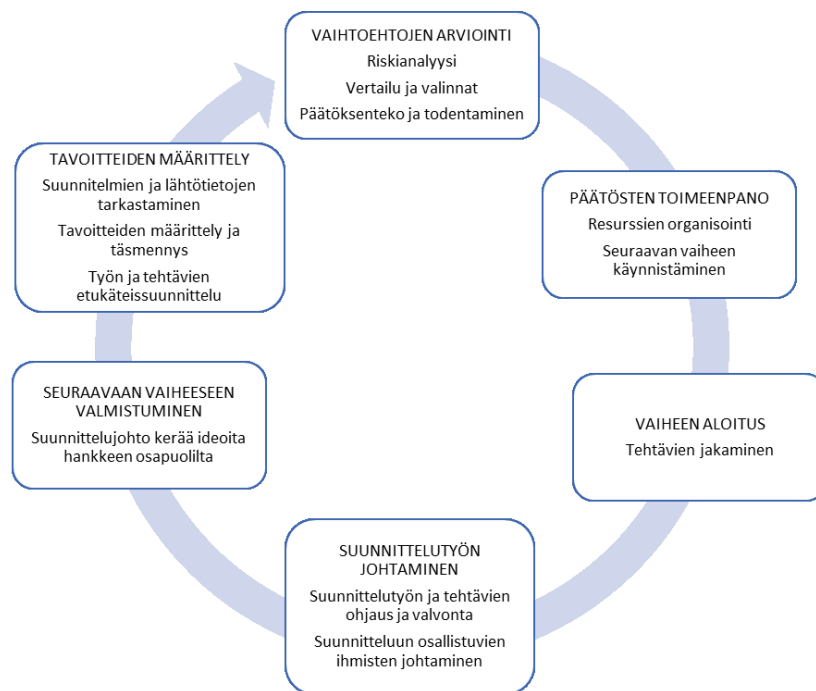 VAIHTOEHTOJEN ARVIOINTI
Riskianalyysi
Vertailu ja valinnat
Päätöksenteko ja todentaminen
PÄÄTÖSTEN TOIMEENPANO
Resurssien organisointi
Seuraavan vaiheen
käynnistäminen
VAIHEEN ALOITUS
Tehtävien jakaminen
SUUNNITTELUTYÖN
JOHTAMINEN
Suunnittelutyön ja tehtävien
ohjaus ja valvonta
Suunnitteluun osallistuvien
ihmisten johtaminen
SEURAAVAAN VAIHEESEEN
VALMISTUMINEN
Suunnittelujohto kerää ideoita
hankkeen osapuolilta
TAVOITTEIDEN MÄÄRITTELY
Suunnitelmien ja lähtötietojen
tarkastaminen
Tavoitteiden määrittely ja
täsmennys
Työn ja tehtävien
etukäteissuunnittelu